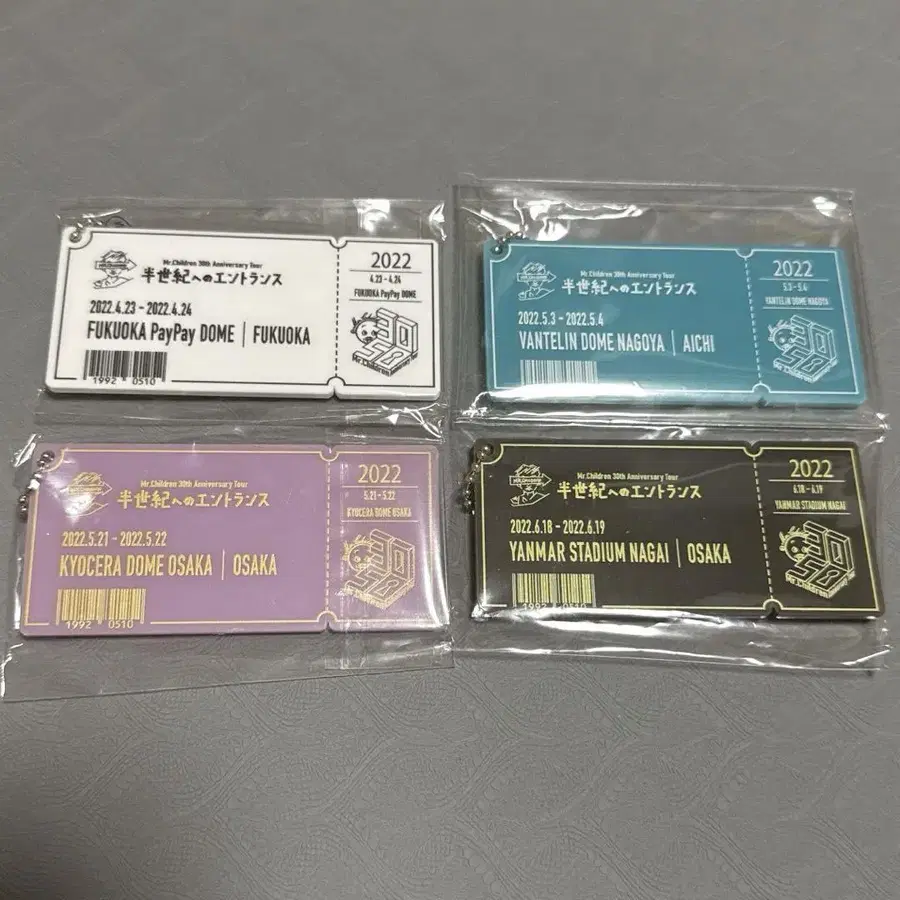 Mr.Children 30th Anniversary Tour
半世紀へのエントランス
2022.4.23 - 2022.4.24
FUKUOKA PayPay DOME | FUKUOKA
1992 0510
2022
4.23 - 4.24
FUKUOKA PayPay DOME
Mr.Children 30th Anniversary Tour
半世紀へのエントランス
2022.5.3 - 2022.5.4
VANTELIN DOME NAGOYA | AICHI
2022
5.3 - 5.4
VANTELIN DOME NAGOYA
Mr.Children 30th Anniversary Tour
半世紀へのエントランス
2022.5.21 - 2022.5.22
KYOCERA DOME OSAKA | OSAKA
1992 0510
2022
5.21 - 5.22
KYOCERA DOME OSAKA
Mr.Children 30th Anniversary Tour
半世紀へのエントランス
2022.6.18 - 2022.6.19
YANMAR STADIUM NAGAI | OSAKA
1992 0510
2022
6.18 - 6.19
YANMAR STADIUM NAGAI